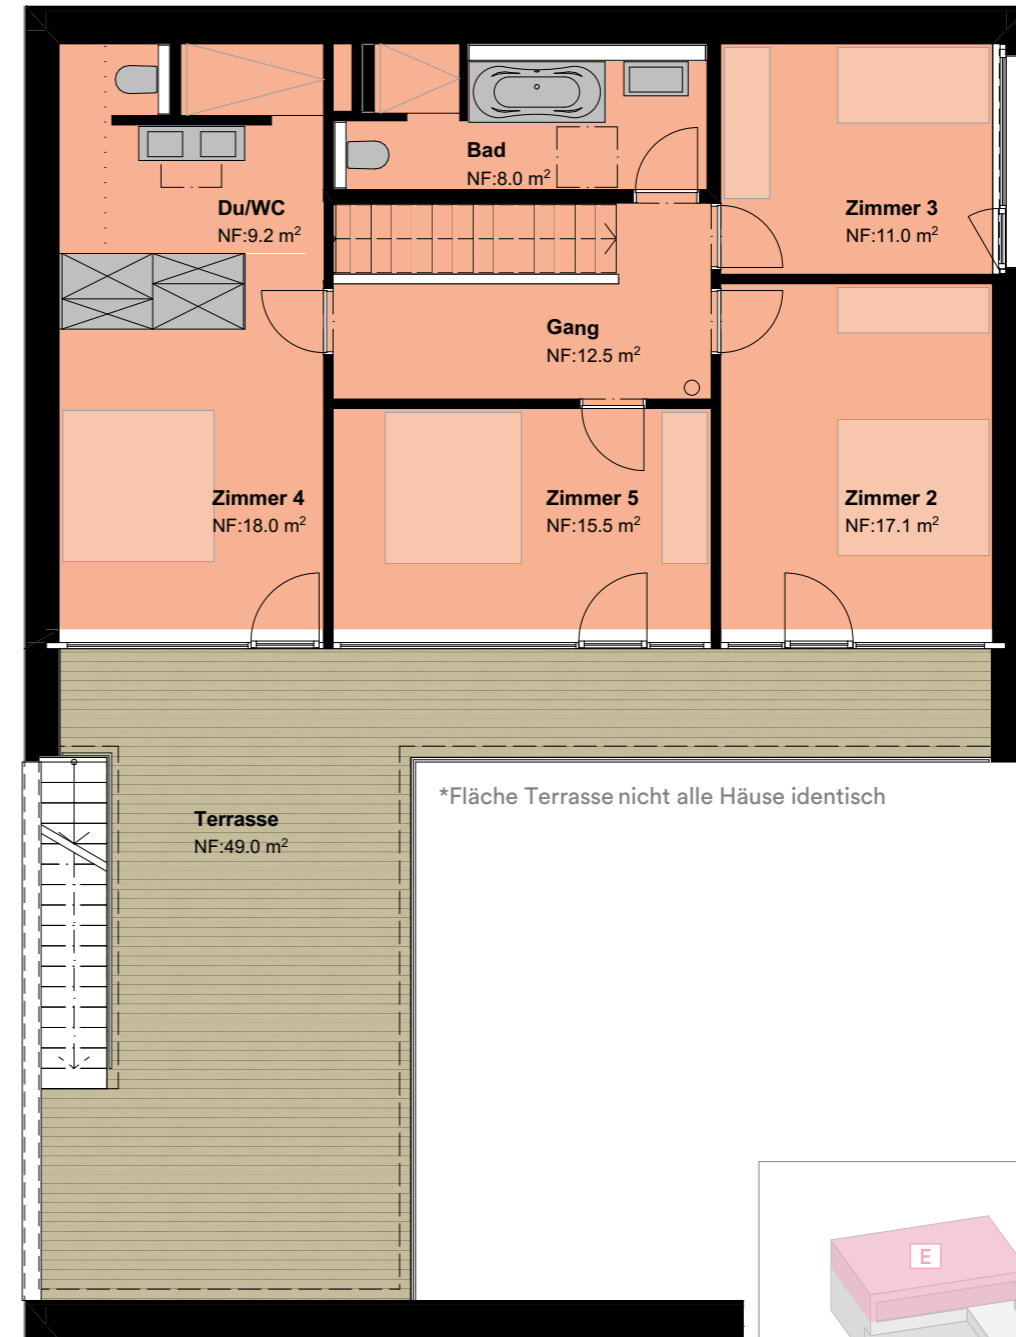 Bad
NF:8.0 m²
Du/WC
NF:9.2 m²
Zimmer 3
NF:11.0 m²
Gang
NF:12.5 m²
Zimmer 4
NF:18.0 m²
Zimmer 5
NF:15.5 m²
Zimmer 2
NF:17.1 m²
*Fläche Terrasse nicht alle Häuse identisch
Terrasse
NF:49.0 m²
E